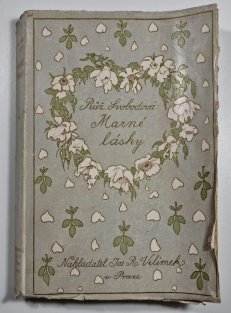 Růž. Svobodová:
Marné
lásky
Nakladatel Jos. R. Vilímek
v Praze